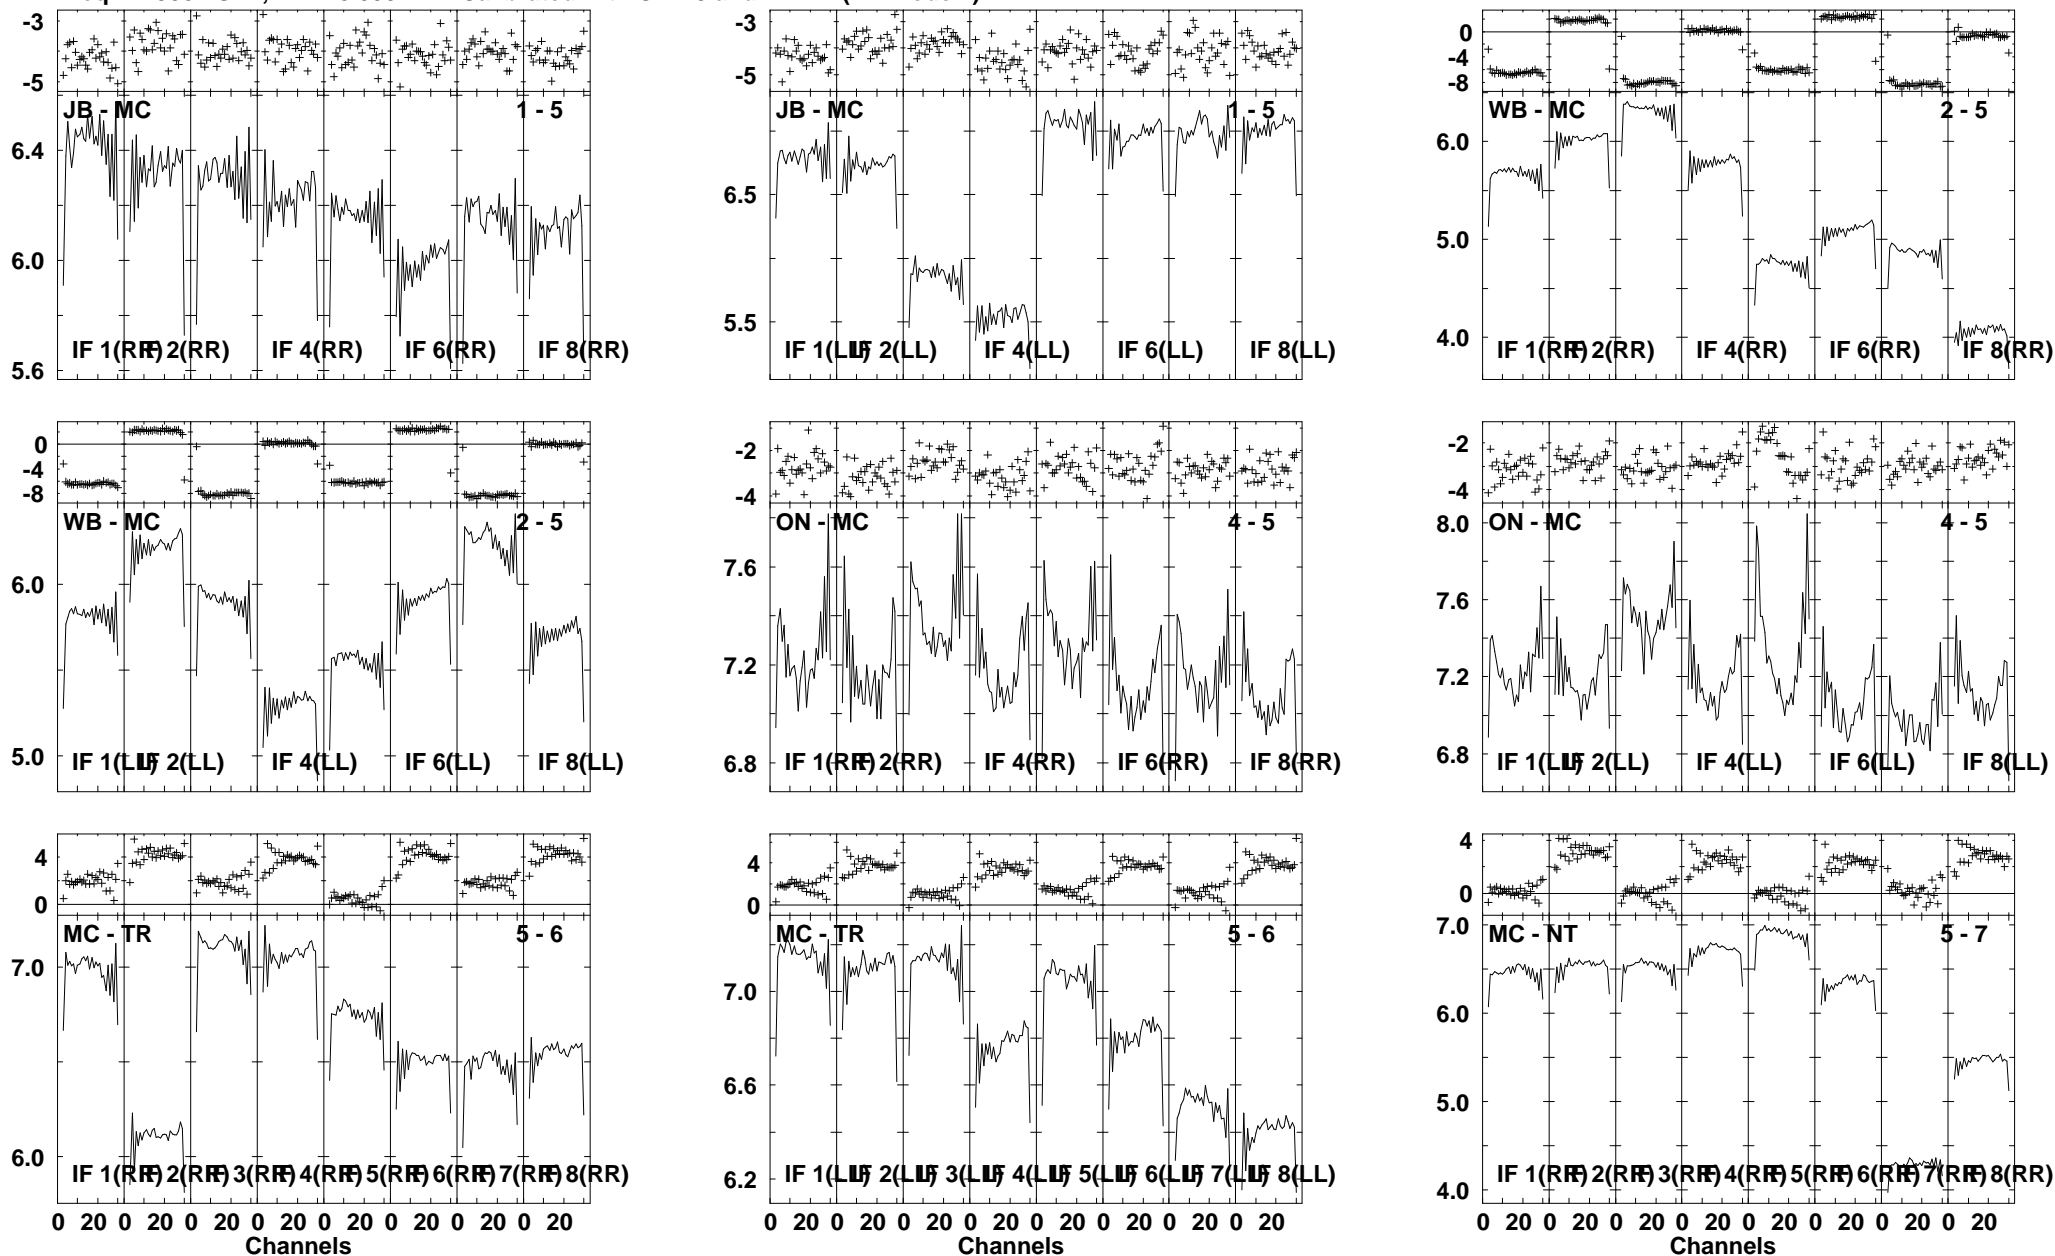 -3
-5
JB - MC 1 - 5
6.4
6.0
5.6
IF 1(RR) IF 2(RR) IF 4(RR) IF 6(RR) IF 8(RR)
-3
-5
JB - MC 1 - 5
6.5
5.5
IF 1(LL) IF 2(LL) IF 4(LL) IF 6(LL) IF 8(LL)
0
-4
-8
WB - MC 2 - 5
6.0
5.0
4.0
IF 1(RR) IF 2(RR) IF 4(RR) IF 6(RR) IF 8(RR)
0
-4
-8
WB - MC 2 - 5
6.0
5.0
IF 1(LL) IF 2(LL) IF 4(LL) IF 6(LL) IF 8(LL)
-2
-4
ON - MC 4 - 5
7.6
7.2
6.8
IF 1(RR) IF 2(RR) IF 4(RR) IF 6(RR) IF 8(RR)
-2
-4
ON - MC 4 - 5
8.0
7.6
7.2
6.8
IF 1(LL) IF 2(LL) IF 4(LL) IF 6(LL) IF 8(LL)
4
0
MC - TR 5 - 6
7.0
6.0
IF 1(RR) IF 2(RR) IF 3(RR) IF 4(RR) IF 5(RR) IF 6(RR) IF 7(RR) IF 8(RR)
0 20 0 20 0 20 0 20 0 20 0 20 0 20 0 20
Channels
4
0
MC - TR 5 - 6
7.0
6.6
6.2
IF 1(LL) IF 2(LL) IF 3(LL) IF 4(LL) IF 5(LL) IF 6(LL) IF 7(LL) IF 8(LL)
0 20 0 20 0 20 0 20 0 20 0 20 0 20 0 20
Channels
4
0
MC - NT 5 - 7
7.0
6.0
5.0
4.0
IF 1(RR) IF 2(RR) IF 3(RR) IF 4(RR) IF 5(RR) IF 6(RR) IF 7(RR) IF 8(RR)
0 20 0 20 0 20 0 20 0 20 0 20 0 20 0 20
Channels